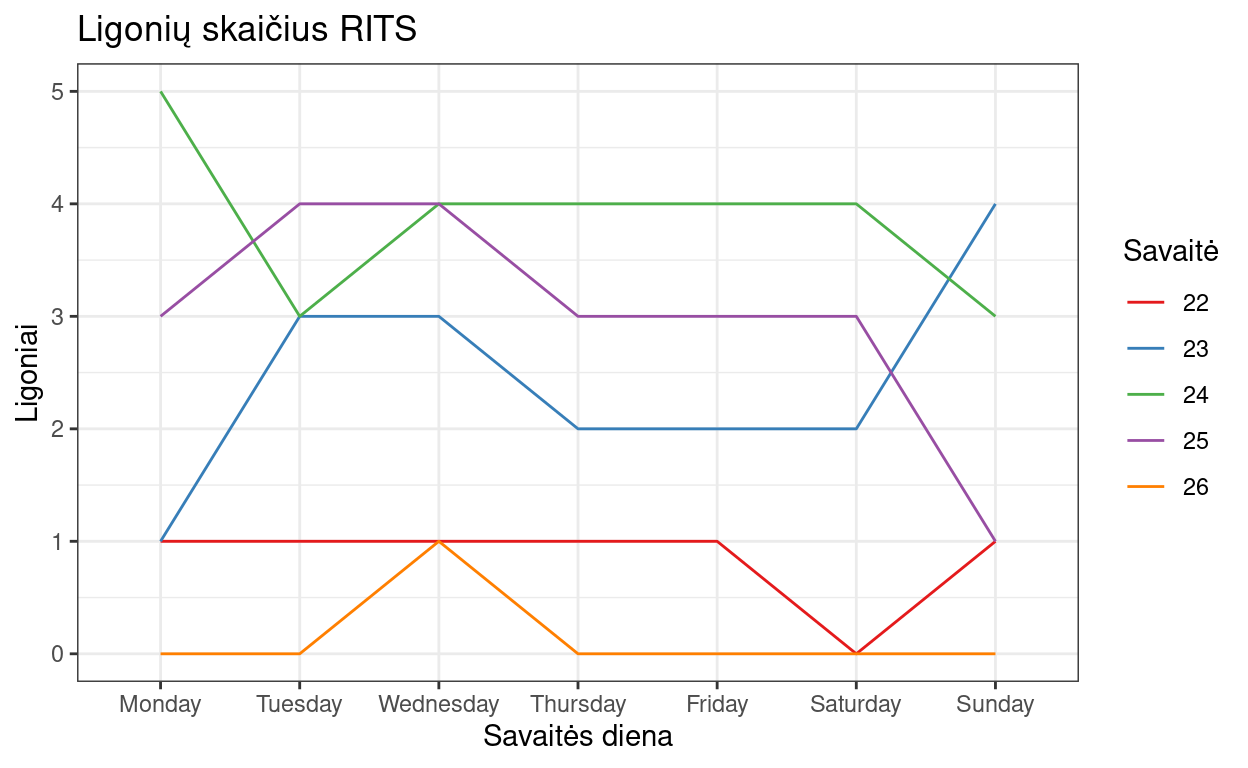 Ligonių skaičius RITS
5
4
3
2
1
0
Ligoniai
Monday Tuesday Wednesday Thursday Friday Saturday Sunday
Savaitės diena
Savaitė
22
23
24
25
26